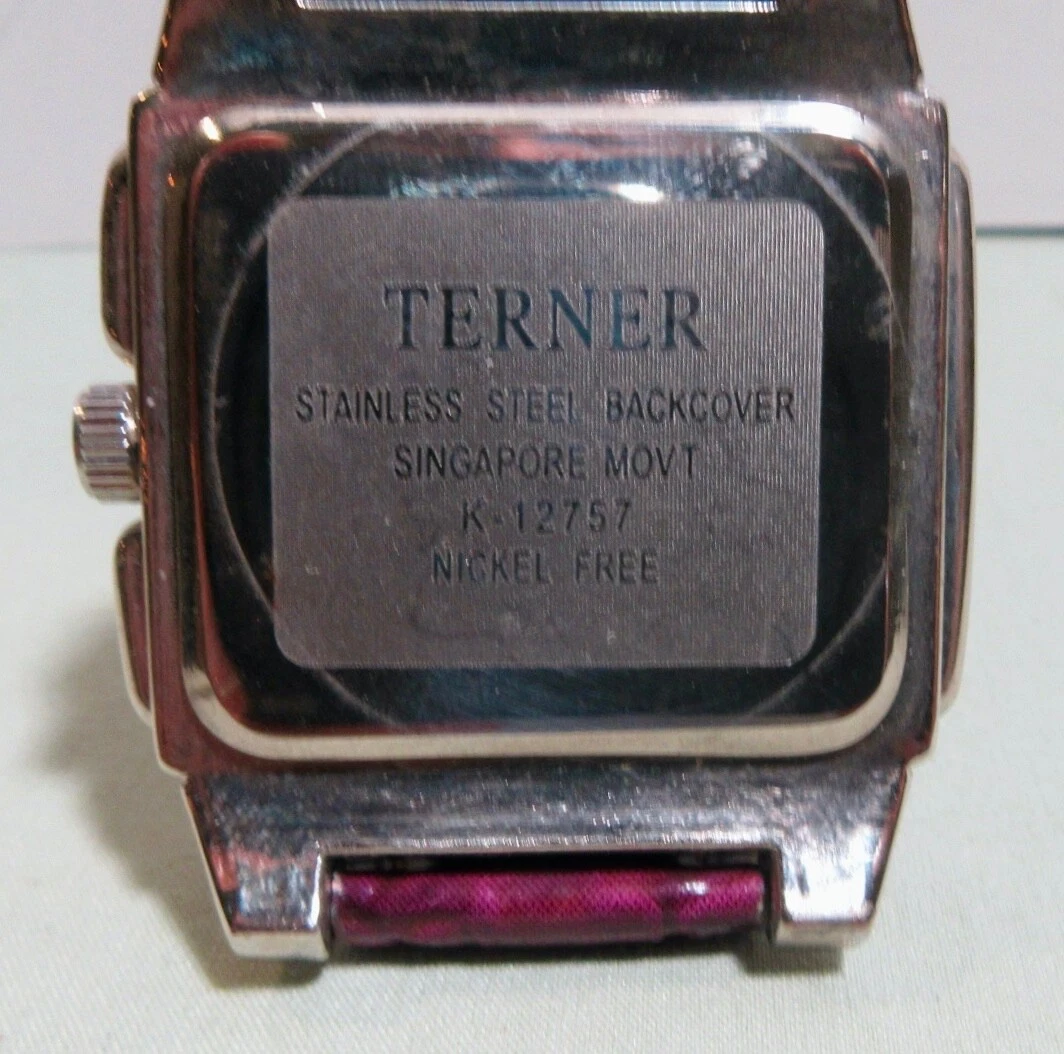 TERNER
STAINLESS STEEL BACKCOVER
SINGAPORE MOVT
K-12757
NICKEL FREE